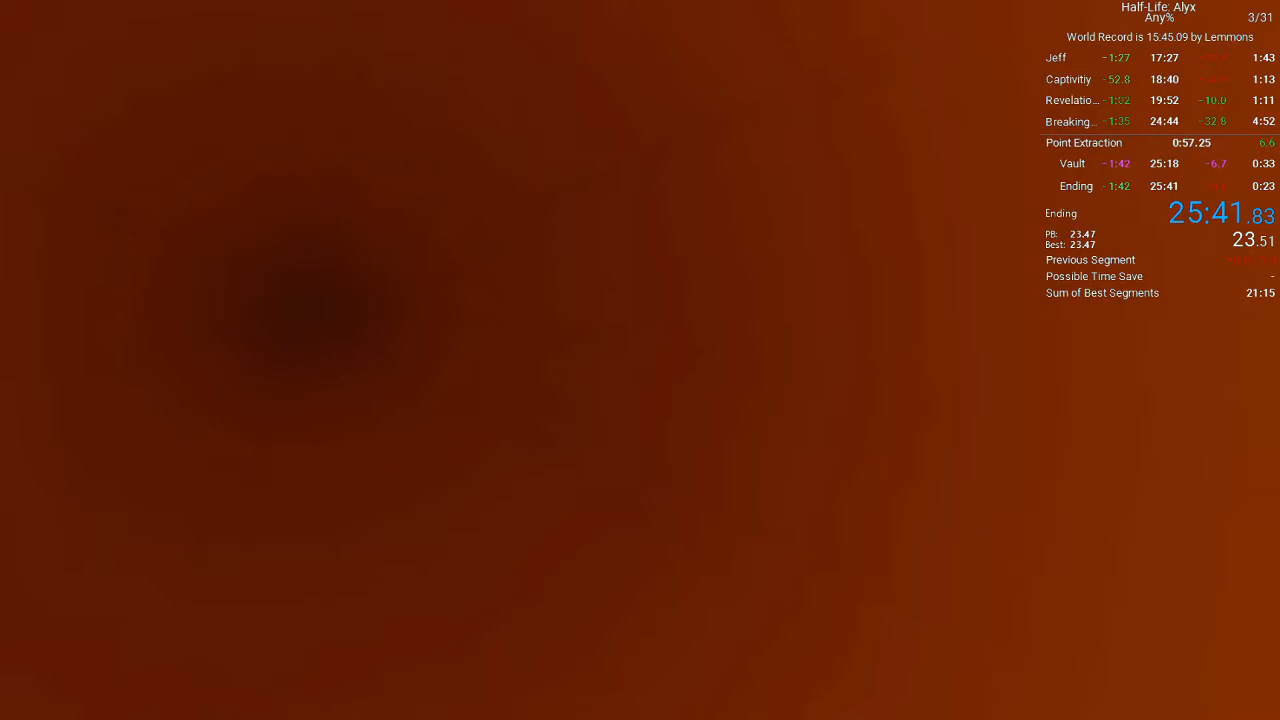 Half-Life: Alyx
Any% 3/31
World Record is 15:45.09 by Lemmons
Jeff -1:27 17:27 1:43
Captivitiy -52.8 18:40 1:13
Revelatio... -1:02 19:52 -10.0 1:11
Breaking... -1:35 24:44 -32.8 4:52
Point Extraction 0:57.25 6.6
Vault -1:42 25:18 -6.7 0:33
Ending -1:42 25:41 0:23
Ending 25:41.83
PB: 23.47
Best: 23.47 23.51
Previous Segment
Possible Time Save -
Sum of Best Segments 21:15